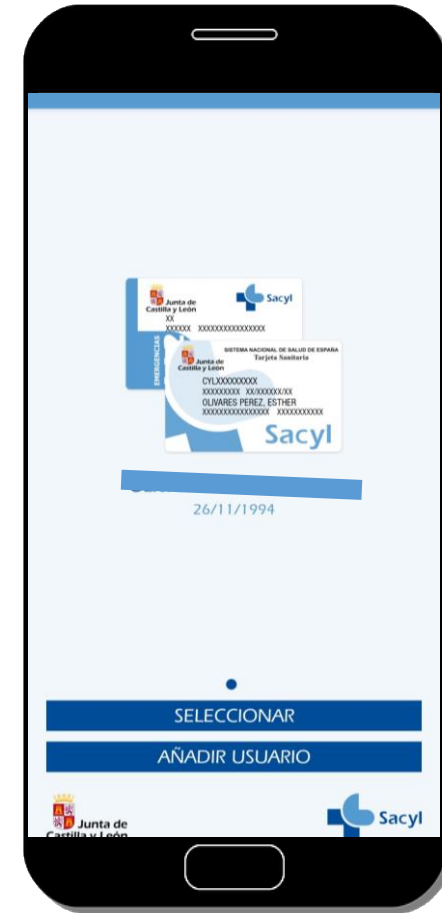 Junta de
Castilla y León
Sacyl
XX
XXXXXX XXXXXXXXXXXXXXXX
EMERGENCIAS
SISTEMA NACIONAL DE SALUD DE ESPAÑA
Tarjeta Sanitaria
Junta de
Castilla y León
CYLXXXXXXXXX
XXXXXXXXX XX/XXXXXX/XX
OLIVARES PEREZ, ESTHER
XXXXXXXXXXXXXXXX XXXXXXXXXXX
Sacyl
26/11/1994
SELECCIONAR
AÑADIR USUARIO
Junta de
Castilla y León
Sacyl